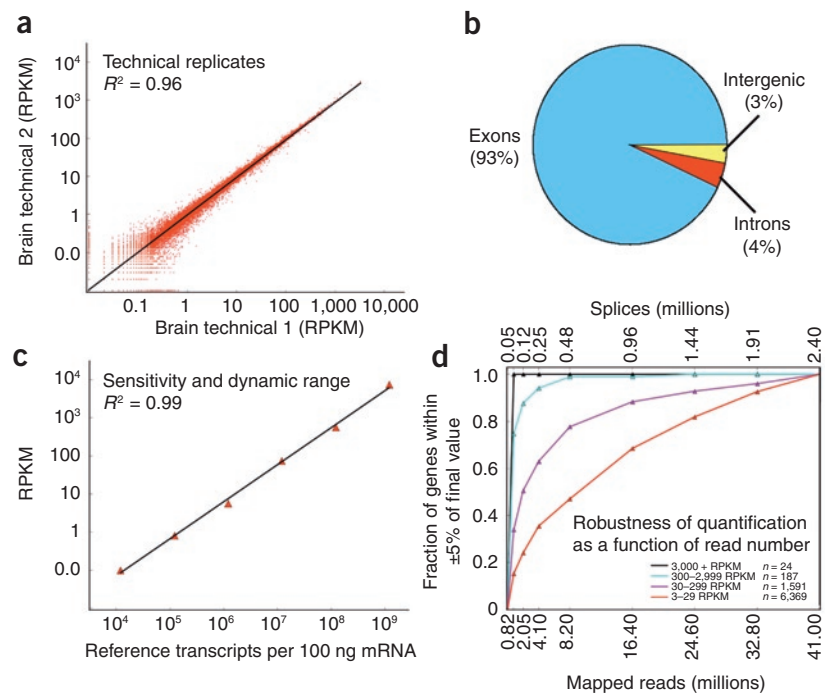 a
Technical replicates
R² = 0.96
Brain technical 2 (RPKM)
10⁴
10³
100
10
1
0.0
0.1 1 10 100 1,000 10,000
Brain technical 1 (RPKM)
b
Exons
(93%)
Intergenic
(3%)
Introns
(4%)
c
Sensitivity and dynamic range
R² = 0.99
RPKM
10⁴
10³
100
10
1
0.0
10⁴ 10⁵ 10⁶ 10⁷ 10⁸ 10⁹
Reference transcripts per 100 ng mRNA
d
Splices (millions)
0.05 0.12 0.25 0.48 0.96 1.44 1.91 2.40
Fraction of genes within
±5% of final value
1.0
0.8
0.6
0.4
0.2
0
Robustness of quantification
as a function of read number
3,000 + RPKM n = 24
300–2,999 RPKM n = 187
30–299 RPKM n = 1,591
3–29 RPKM n = 6,369
0.82 2.05 4.10 8.20 16.40 24.60 32.80 41.00
Mapped reads (millions)